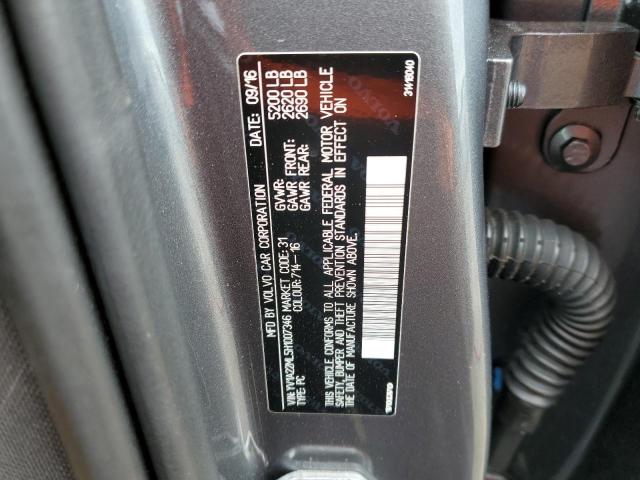 MFD BY VOLVO CAR CORPORATION DATE: 09/16
VIN: YV1A22ML5H1007346 MARKET CODE: 31 GVWR: 5200 LB
TYPE: PC COLOUR: 714-16 GAWR FRONT: 2620 LB
GAWR REAR: 2690 LB
THIS VEHICLE CONFORMS TO ALL APPLICABLE FEDERAL MOTOR VEHICLE
SAFETY, BUMPER AND THEFT PREVENTION STANDARDS IN EFFECT ON
THE DATE OF MANUFACTURE SHOWN ABOVE.
31418040